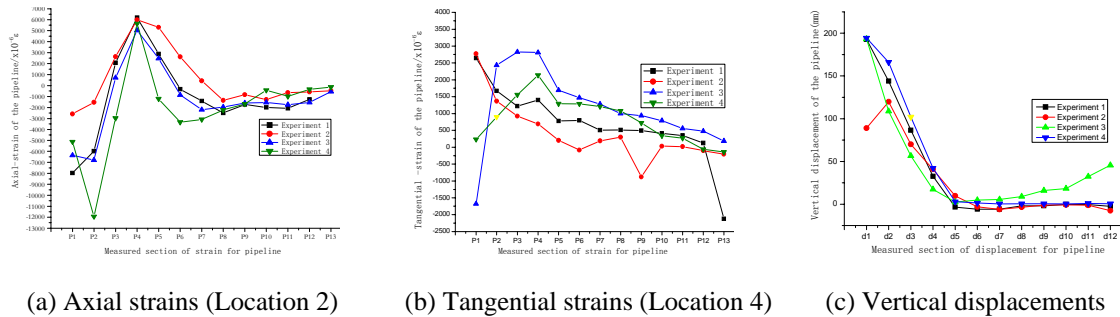 7000
6000
5000
4000
3000
2000
1000
0
-1000
-2000
-3000
-4000
-5000
-6000
-7000
-8000
-9000
-10000
-11000
-12000
-13000
Axial-strain of the pipeline/x10⁻⁶ε
P1 P2 P3 P4 P5 P6 P7 P8 P9 P10 P11 P12 P13
Measured section of strain for pipeline
Experiment 1
Experiment 2
Experiment 3
Experiment 4
3500
3000
2500
2000
1500
1000
500
0
-500
-1000
-1500
-2000
-2500
Tangential -strain of the pipeline/x10⁻⁶ε
P1 P2 P3 P4 P5 P6 P7 P8 P9 P10 P11 P12 P13
Measured section of strain for pipeline
Experiment 1
Experiment 2
Experiment 3
Experiment 4
200
150
100
50
0
Vertical displacement of the pipeline(mm)
d1 d2 d3 d4 d5 d6 d7 d8 d9 d10 d11 d12
Measured section of displacement for pipeline
Experiment 1
Experiment 2
Experiment 3
Experiment 4
(a) Axial strains (Location 2)
(b) Tangential strains (Location 4)
(c) Vertical displacements